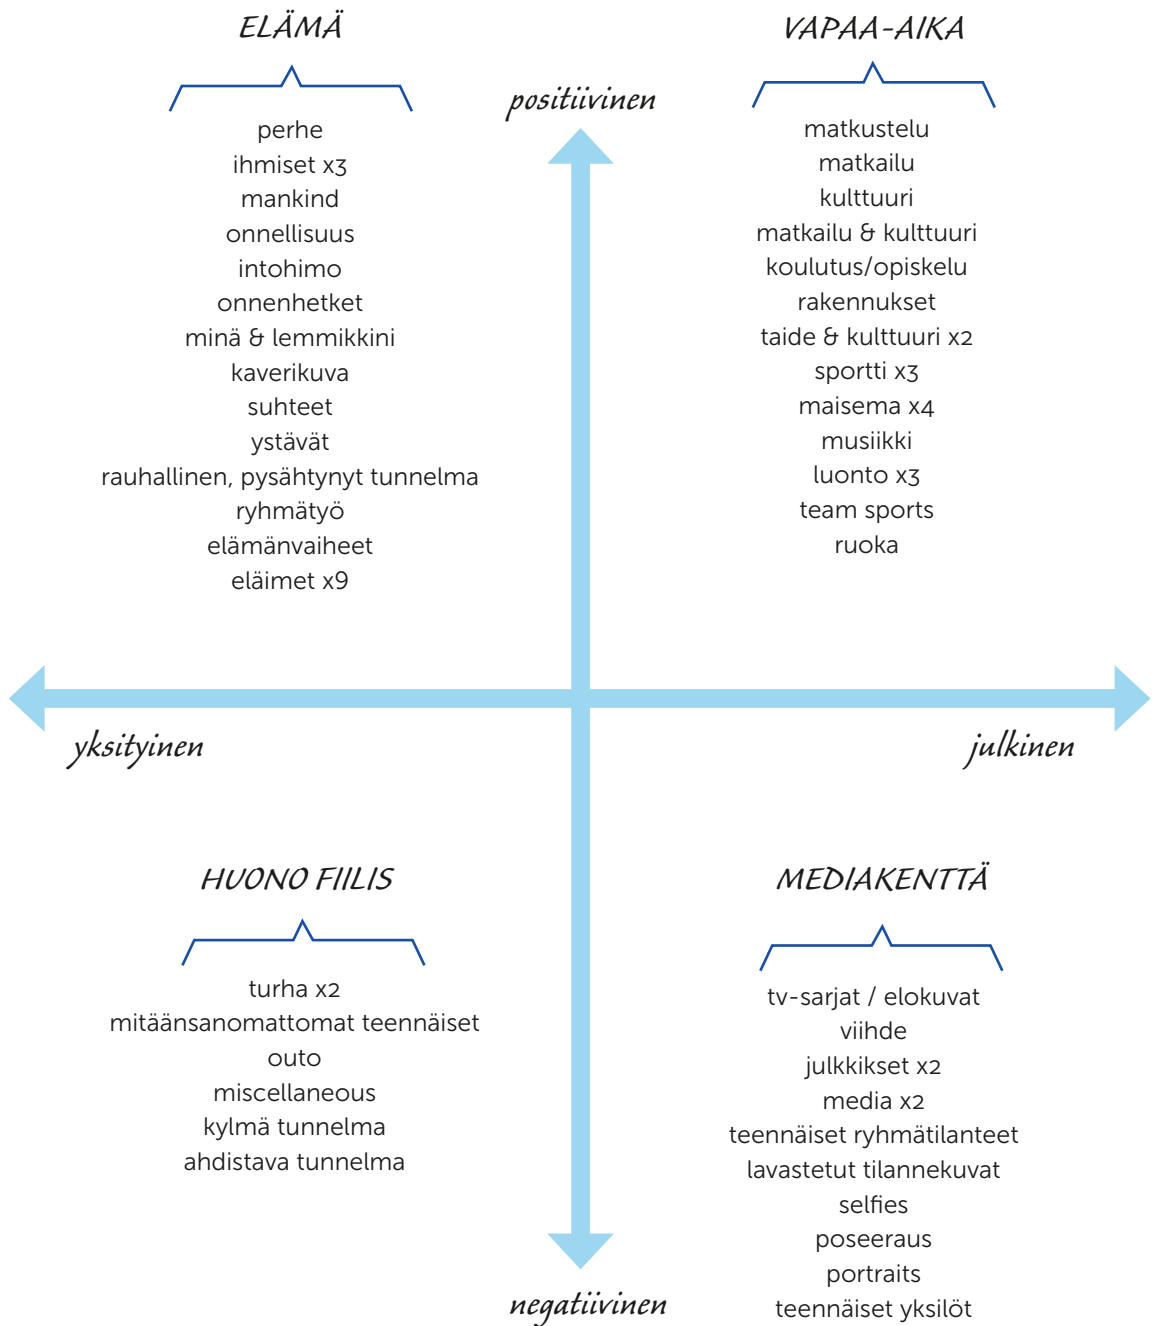 ELÄMÄ
perhe
ihmiset x3
mankind
onnellisuus
intohimo
onnenhetket
minä & lemmikkini
kaverikuva
suhteet
ystävät
rauhallinen, pysähtynyt tunnelma
ryhmätyö
elämänvaiheet
eläimet x9
positiivinen
VAPAA-AIKA
matkustelu
matkailu
kulttuuri
matkailu & kulttuuri
koulutus/opiskelu
rakennukset
taide & kulttuuri x2
sportti x3
maisema x4
musiikki
luonto x3
team sports
ruoka
yksityinen
julkinen
HUONO FIILIS
turha x2
mitäänsanomattomat teennäiset
outo
miscellaneous
kylmä tunnelma
ahdistava tunnelma
MEDIAKENTTÄ
tv-sarjat / elokuvat
viihde
julkkikset x2
media x2
teennäiset ryhmätilanteet
lavastetut tilannekuvat
selfies
poseeraus
portraits
teennäiset yksilöt
negatiivinen